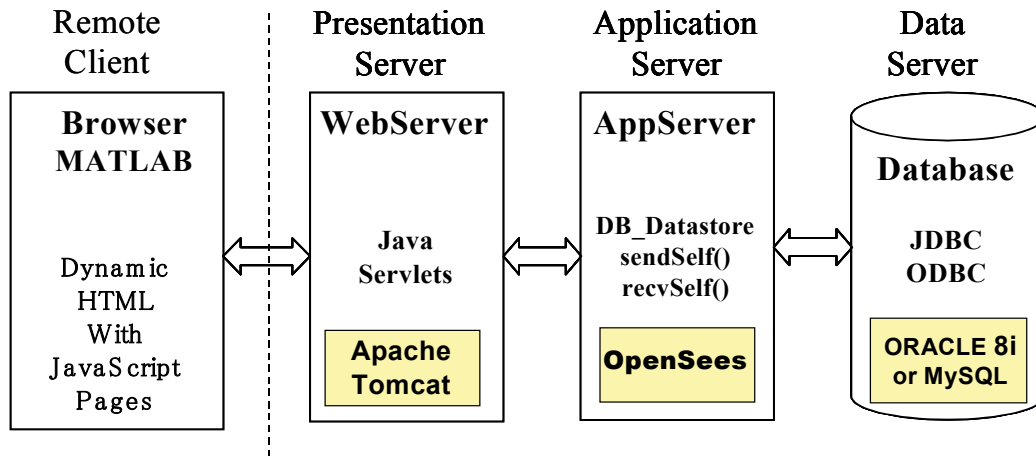 Remote
Client
Browser
MATLAB
Dynamic
HTML
With
JavaScript
Pages
Presentation
Server
WebServer
Java
Servlets
Apache
Tomcat
Application
Server
AppServer
DB_Datastore
sendSelf()
recvSelf()
OpenSees
Data
Server
Database
JDBC
ODBC
ORACLE 8i
or MySQL